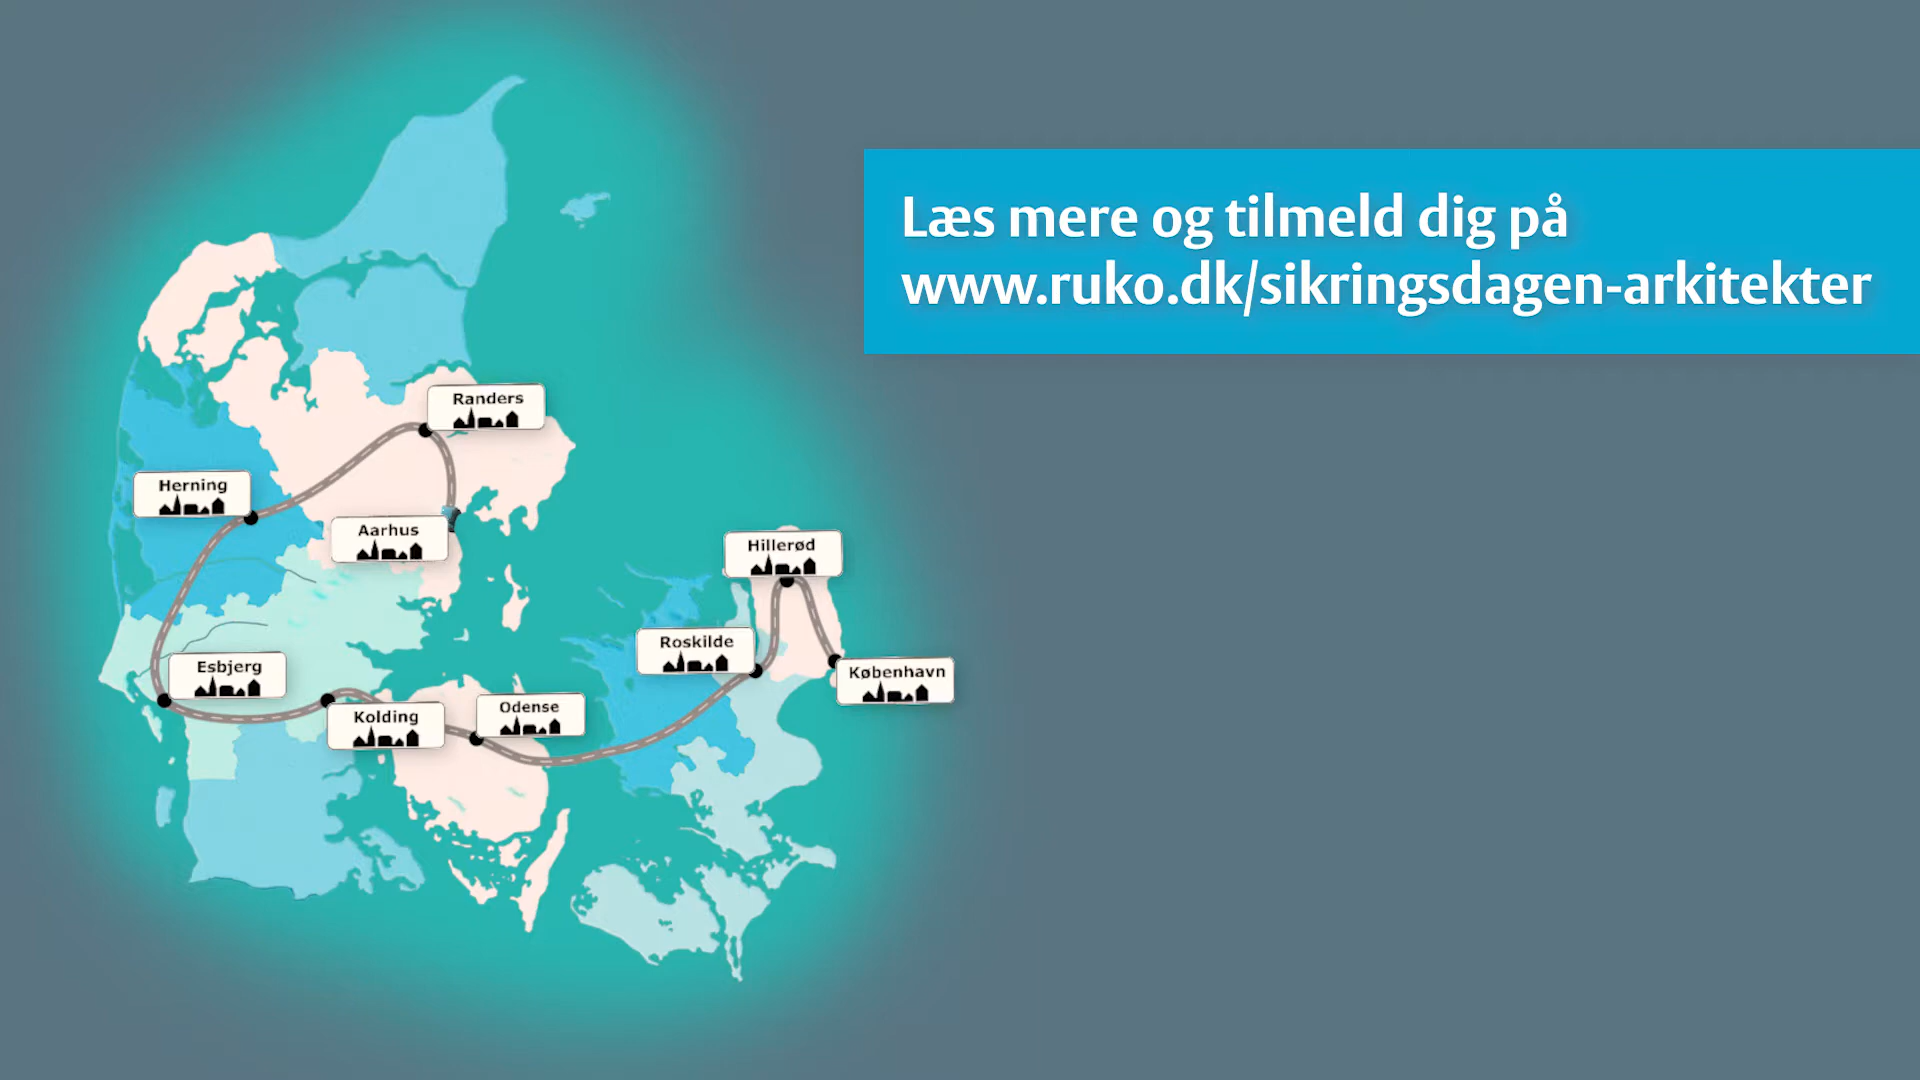 Læs mere og tilmeld dig på
www.ruko.dk/sikringsdagen-arkitekter
Randers
Herning
Aarhus
Hillerød
Roskilde
Esbjerg
København
Odense
Kolding